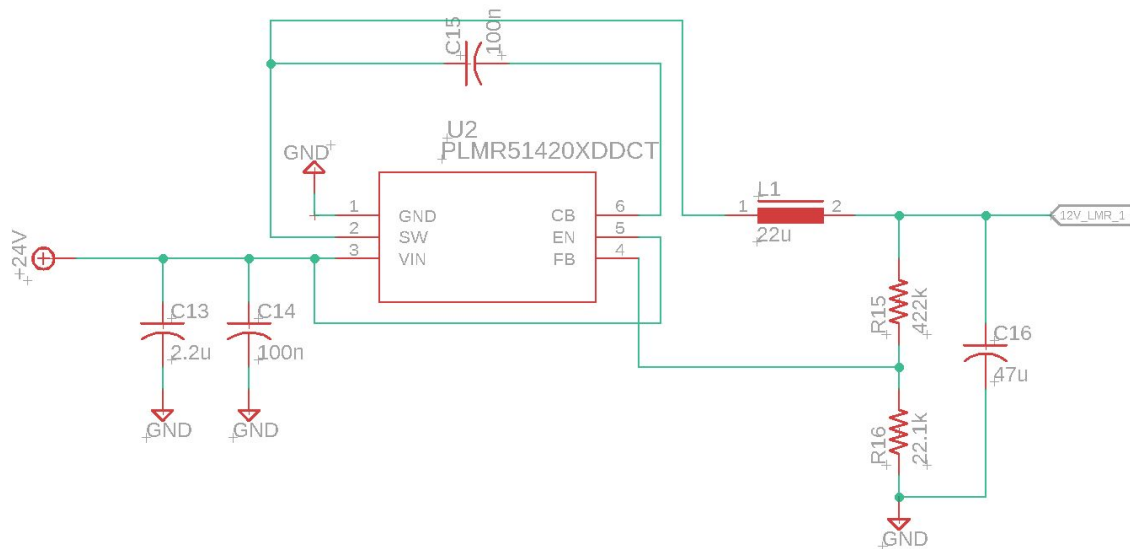 C15
100n
U2
PLMR51420XDDCT
GND
1
GND
2
SW
3
VIN
CB
6
EN
5
FB
4
+24V
C13
2.2u
GND
C14
100n
GND
L1
1
2
22u
12V_LMR_1
R15
422k
C16
47u
R16
22.1k
GND